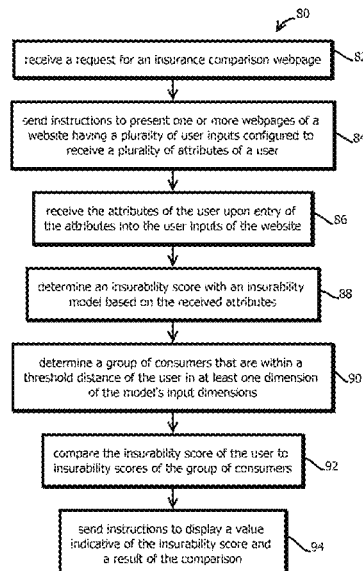 80
receive a request for an insurance comparison webpage
82
send instructions to present one or more webpages of a
website having a plurality of user inputs configured to
receive a plurality of attributes of a user
84
receive the attributes of the user upon entry of
the attributes into the user inputs of the website
86
determine an insurability score with an insurability
model based on the received attributes
88
determine a group of consumers that are within a
threshold distance of the user in at least one dimension
of the model's input dimensions
90
compare the insurability score of the user to
insurability scores of the group of consumers
92
send instructions to display a value
indicative of the insurability score and
a result of the comparison
94